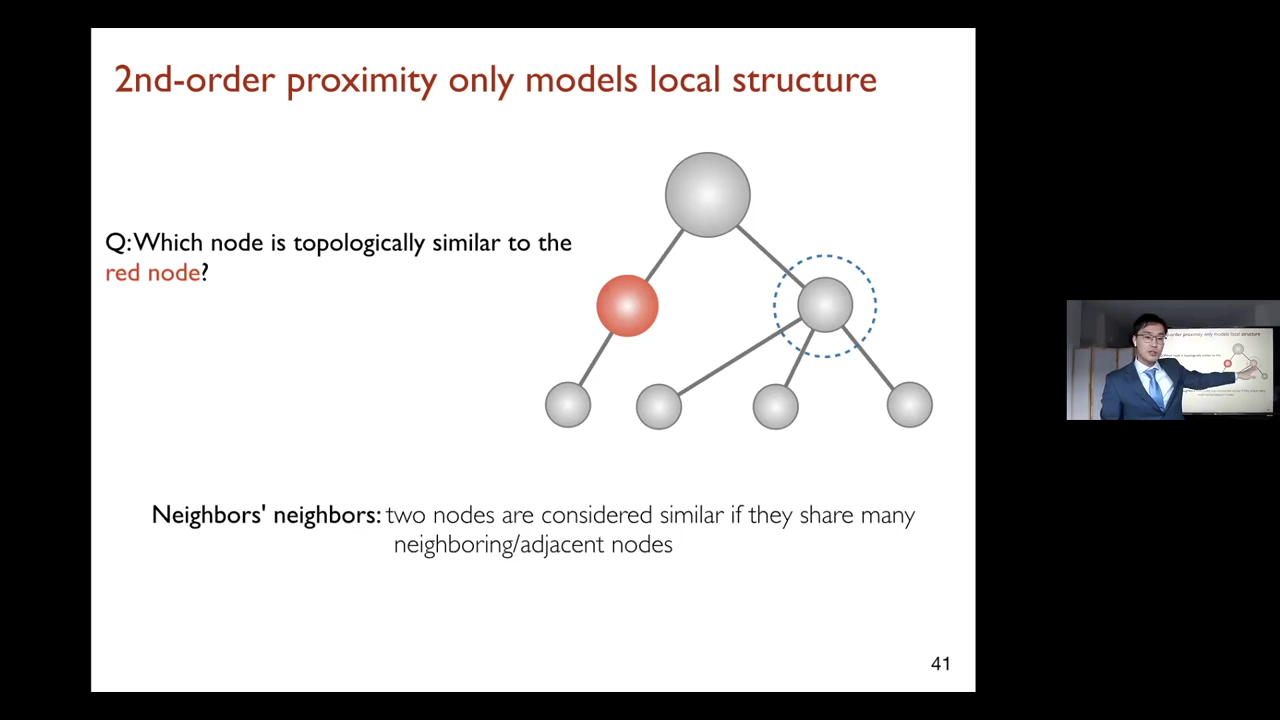 2nd-order proximity only models local structure
Q: Which node is topologically similar to the
red node?
Neighbors' neighbors: two nodes are considered similar if they share many
neighboring/adjacent nodes
41